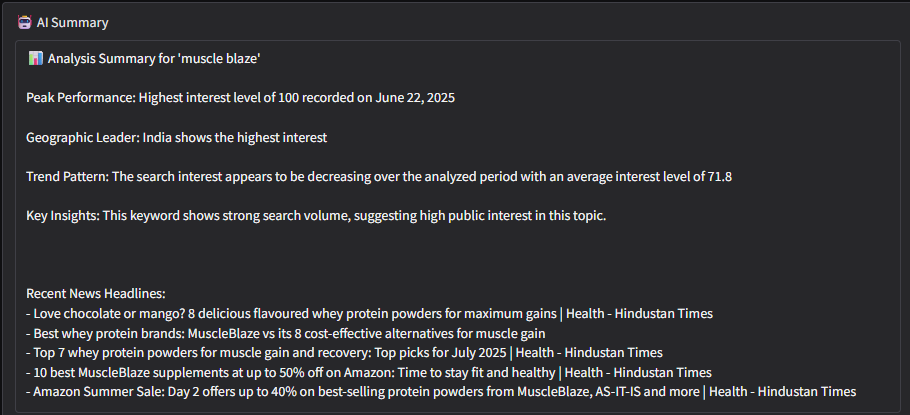 AI Summary
📊 Analysis Summary for 'muscle blaze'
Peak Performance: Highest interest level of 100 recorded on June 22, 2025
Geographic Leader: India shows the highest interest
Trend Pattern: The search interest appears to be decreasing over the analyzed period with an average interest level of 71.8
Key Insights: This keyword shows strong search volume, suggesting high public interest in this topic.
Recent News Headlines:
- Love chocolate or mango? 8 delicious flavoured whey protein powders for maximum gains | Health - Hindustan Times
- Best whey protein brands: MuscleBlaze vs its 8 cost-effective alternatives for muscle gain
- Top 7 whey protein powders for muscle gain and recovery: Top picks for July 2025 | Health - Hindustan Times
- 10 best MuscleBlaze supplements at up to 50% off on Amazon: Time to stay fit and healthy | Health - Hindustan Times
- Amazon Summer Sale: Day 2 offers up to 40% on best-selling protein powders from MuscleBlaze, AS-IT-IS and more | Health - Hindustan Times